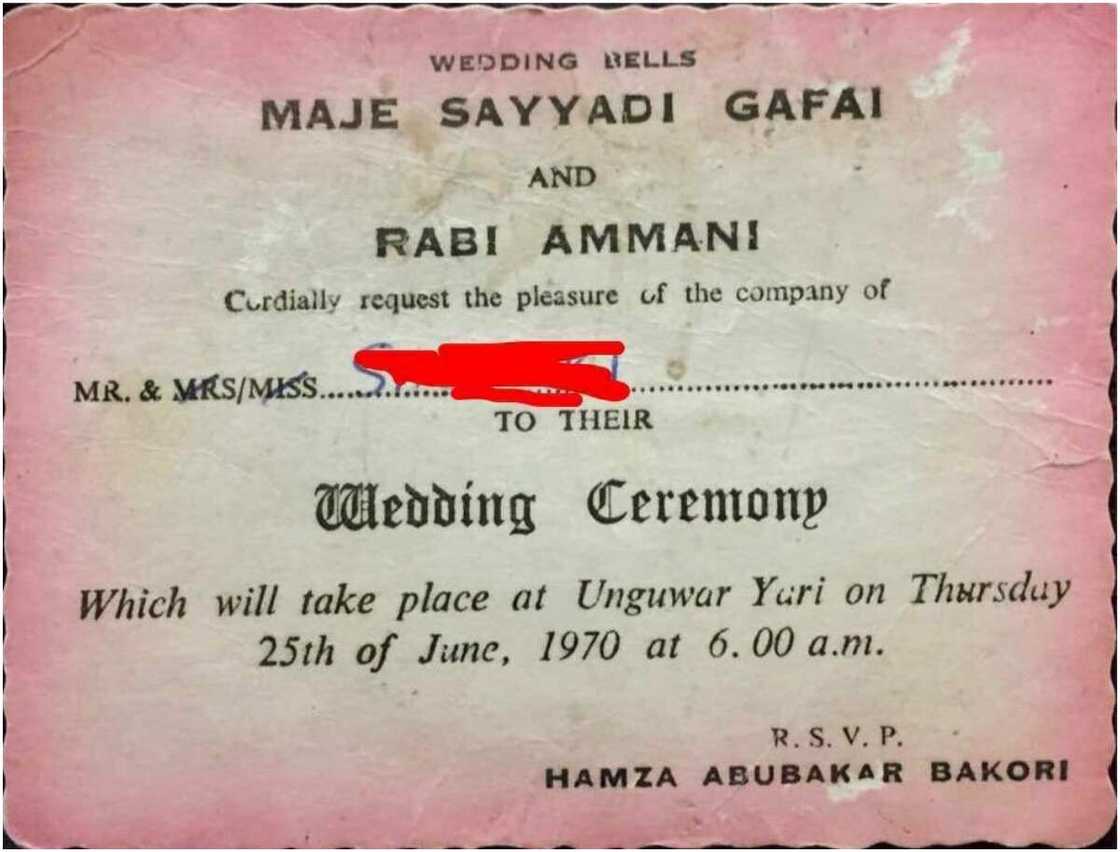 WEDDING BELLS
MAJE SAYYADI GAFAI
AND
RABI AMMANI
Cordially request the pleasure of the company of
MR. & MRS/MISS....................................................
TO THEIR
Wedding Ceremony
Which will take place at Unguwar Yari on Thursday
25th of June, 1970 at 6.00 a.m.
R. S. V. P.
HAMZA ABUBAKAR BAKORI